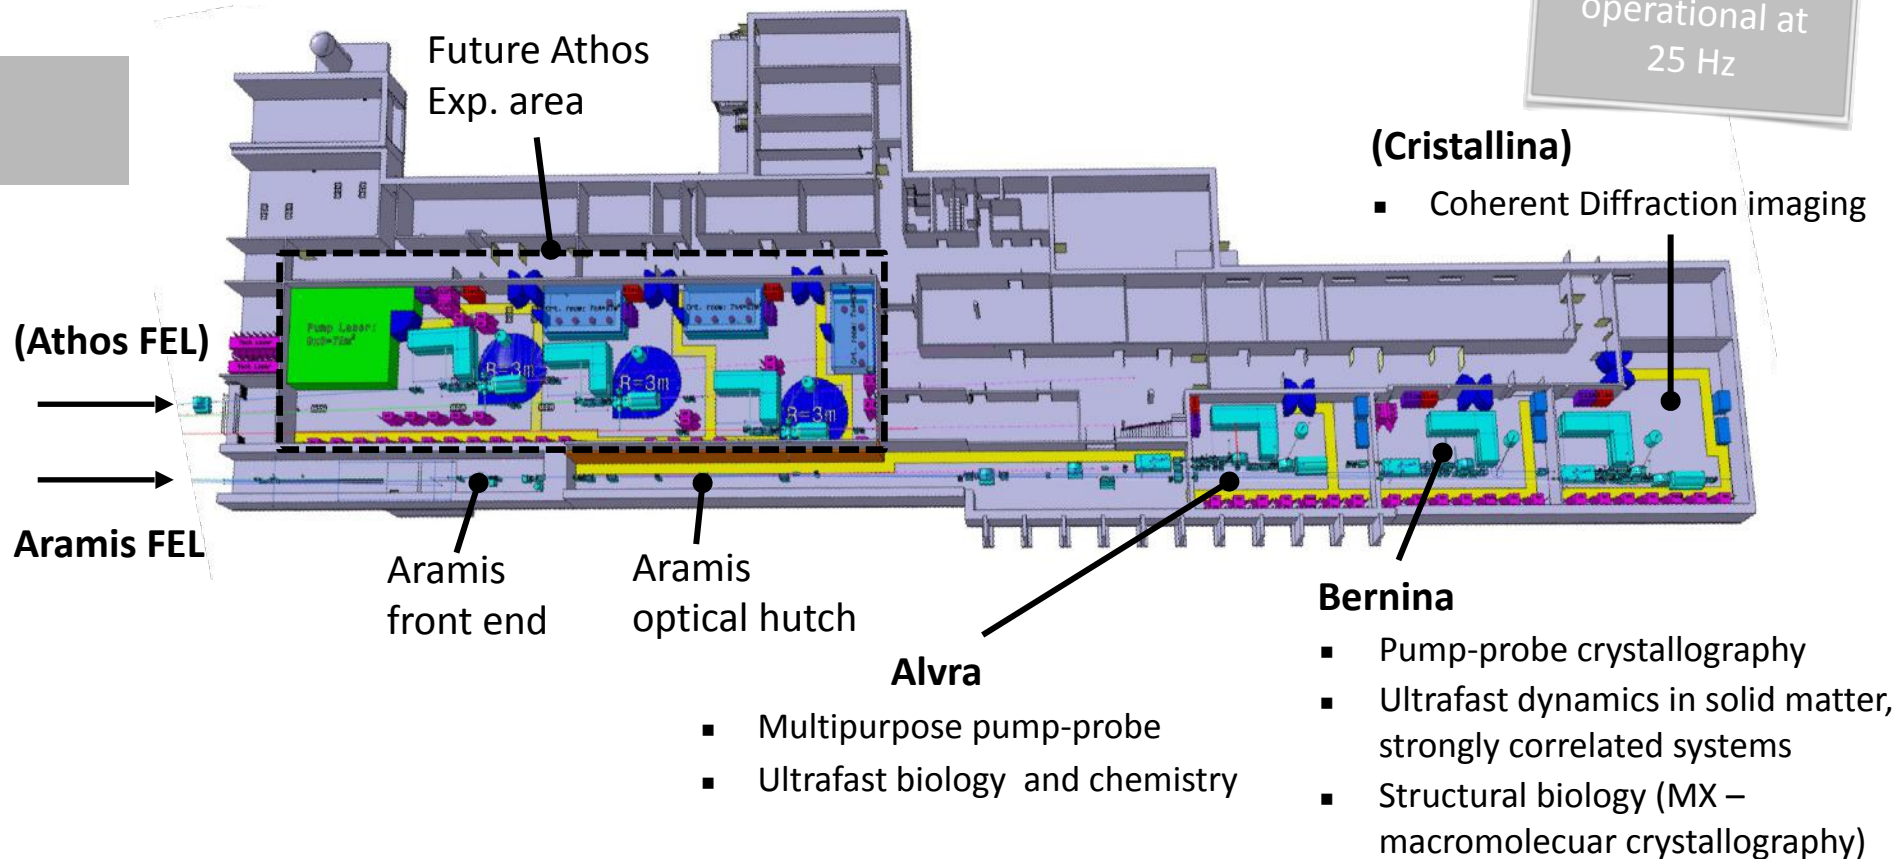 operational at
25 Hz
Future Athos
Exp. area
(Cristallina)
▪ Coherent Diffraction imaging
(Athos FEL)
Pump Laser:
R=3m
R=3m
R=3m
Aramis FEL
Aramis
front end
Aramis
optical hutch
Alvra
▪ Multipurpose pump-probe
▪ Ultrafast biology and chemistry
Bernina
▪ Pump-probe crystallography
▪ Ultrafast dynamics in solid matter,
strongly correlated systems
▪ Structural biology (MX –
macromolecuar crystallography)